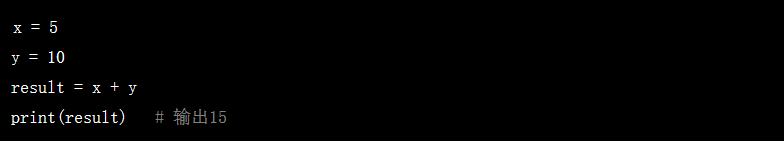 x = 5
y = 10
result = x + y
print(result)  # 输出15